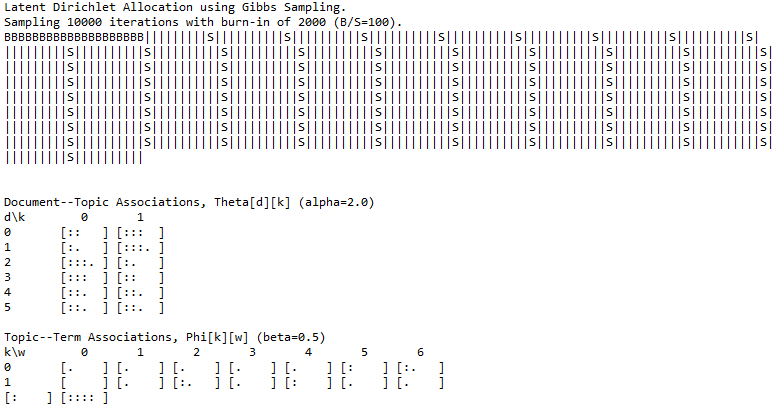 Latent Dirichlet Allocation using Gibbs Sampling.
Sampling 10000 iterations with burn-in of 2000 (B/S=100).
BBBBBBBBBBBBBBBBBBBB|||||||||S||||||||||S||||||||||S||||||||||S||||||||||S||||||||||S||||||||||S||||||||||S|
|||||||||S||||||||||S||||||||||S||||||||||S||||||||||S||||||||||S||||||||||S||||||||||S||||||||||S||||||||||S|
|||||||||S||||||||||S||||||||||S||||||||||S||||||||||S||||||||||S||||||||||S||||||||||S||||||||||S||||||||||S|
|||||||||S||||||||||S||||||||||S||||||||||S||||||||||S||||||||||S||||||||||S||||||||||S||||||||||S||||||||||S|
|||||||||S||||||||||S||||||||||S||||||||||S||||||||||S||||||||||S||||||||||S||||||||||S||||||||||S||||||||||S|
|||||||||S||||||||||S||||||||||S||||||||||S||||||||||S||||||||||S||||||||||S||||||||||S||||||||||S||||||||||S|
|||||||||S||||||||||S||||||||||S||||||||||S||||||||||S||||||||||S||||||||||S||||||||||S||||||||||S||||||||||S|
|||||||||S||||||||||S||||||||||S||||||||||S||||||||||S||||||||||S||||||||||S||||||||||S||||||||||S||||||||||S|
|||||||||S||||||||||
Document--Topic Associations, Theta[d][k] (alpha=2.0)
d\k        0       1
0       [::   ] [:::  ]
1       [:.   ] [:::. ]
2       [:::. ] [:.   ]
3       [:::  ] [::   ]
4       [::.  ] [::.  ]
5       [::.  ] [::.  ]
Topic--Term Associations, Phi[k][w] (beta=0.5)
k\w        0       1       2       3       4       5       6
0       [.    ] [.    ] [.    ] [.    ] [.    ] [:    ] [:.   ]
1       [     ] [.    ] [:.   ] [.    ] [:    ] [.    ] [.    ]
[:    ] [:::: ]